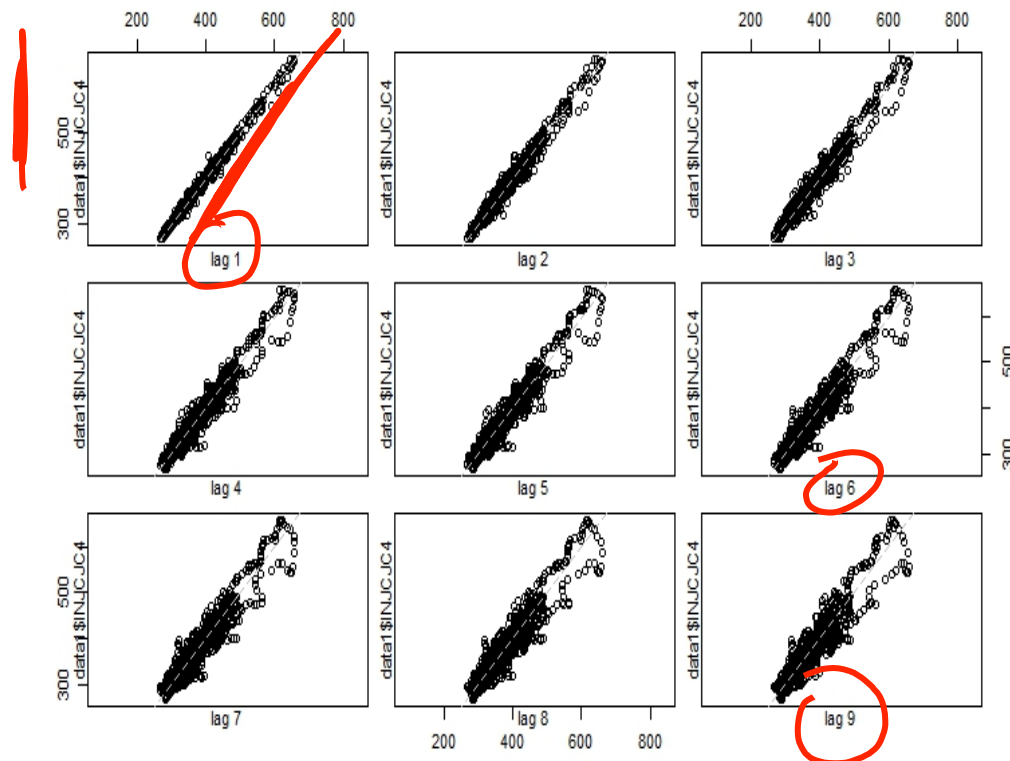 200 400 600 800
200 400 600 800
data1$INJCJC4
300 500
lag 1
data1$INJCJC4
lag 2
data1$INJCJC4
lag 3
data1$INJCJC4
lag 4
data1$INJCJC4
lag 5
data1$INJCJC4
lag 6
300 500
data1$INJCJC4
300 500
lag 7
data1$INJCJC4
lag 8
data1$INJCJC4
lag 9
200 400 600 800